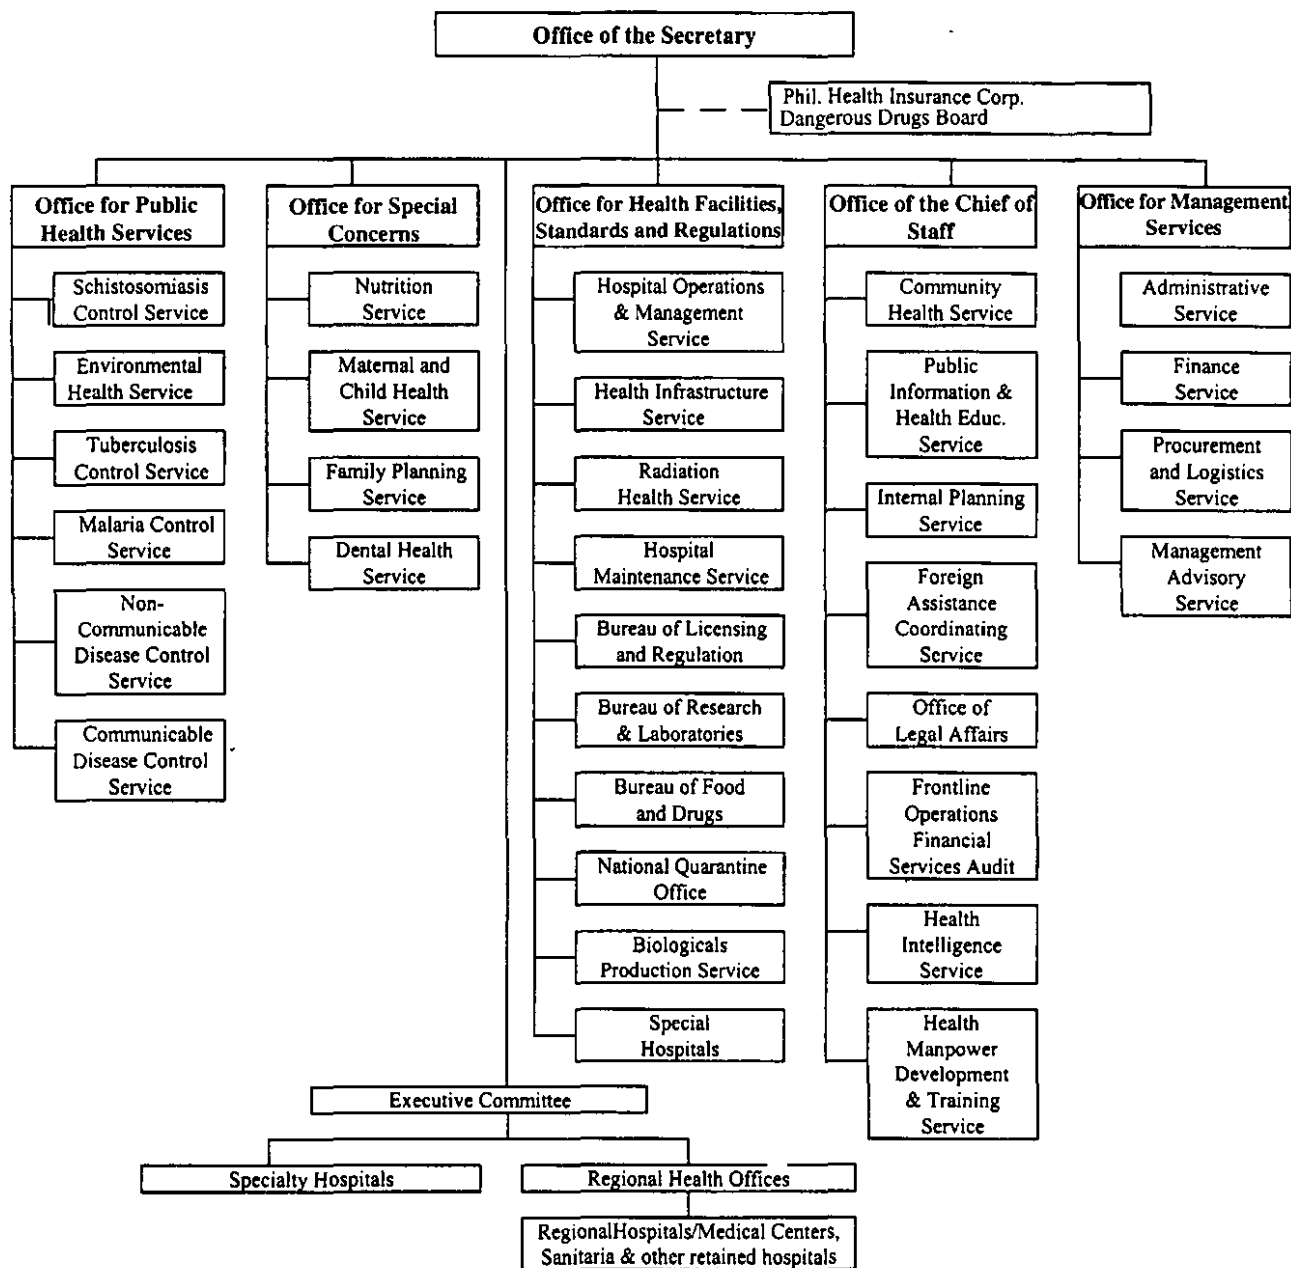 Office of the Secretary
Phil. Health Insurance Corp.
Dangerous Drugs Board
Office for Public
Health Services
Schistosomiasis
Control Service
Environmental
Health Service
Tuberculosis
Control Service
Malaria Control
Service
Non-
Communicable
Disease Control
Service
Communicable
Disease Control
Service
Office for Special
Concerns
Nutrition
Service
Maternal and
Child Health
Service
Family Planning
Service
Dental Health
Service
Office for Health Facilities,
Standards and Regulations
Hospital Operations
& Management
Service
Health Infrastructure
Service
Radiation
Health Service
Hospital
Maintenance Service
Bureau of Licensing
and Regulation
Bureau of Research
& Laboratories
Bureau of Food
and Drugs
National Quarantine
Office
Biologicals
Production Service
Special
Hospitals
Office of the Chief of
Staff
Community
Health Service
Public
Information &
Health Educ.
Service
Internal Planning
Service
Foreign
Assistance
Coordinating
Service
Office of
Legal Affairs
Frontline
Operations
Financial
Services Audit
Health
Intelligence
Service
Health
Manpower
Development
& Training
Service
Office for Management
Services
Administrative
Service
Finance
Service
Procurement
and Logistics
Service
Management
Advisory
Service
Executive Committee
Specialty Hospitals
Regional Health Offices
RegionalHospitals/Medical Centers,
Sanitaria & other retained hospitals